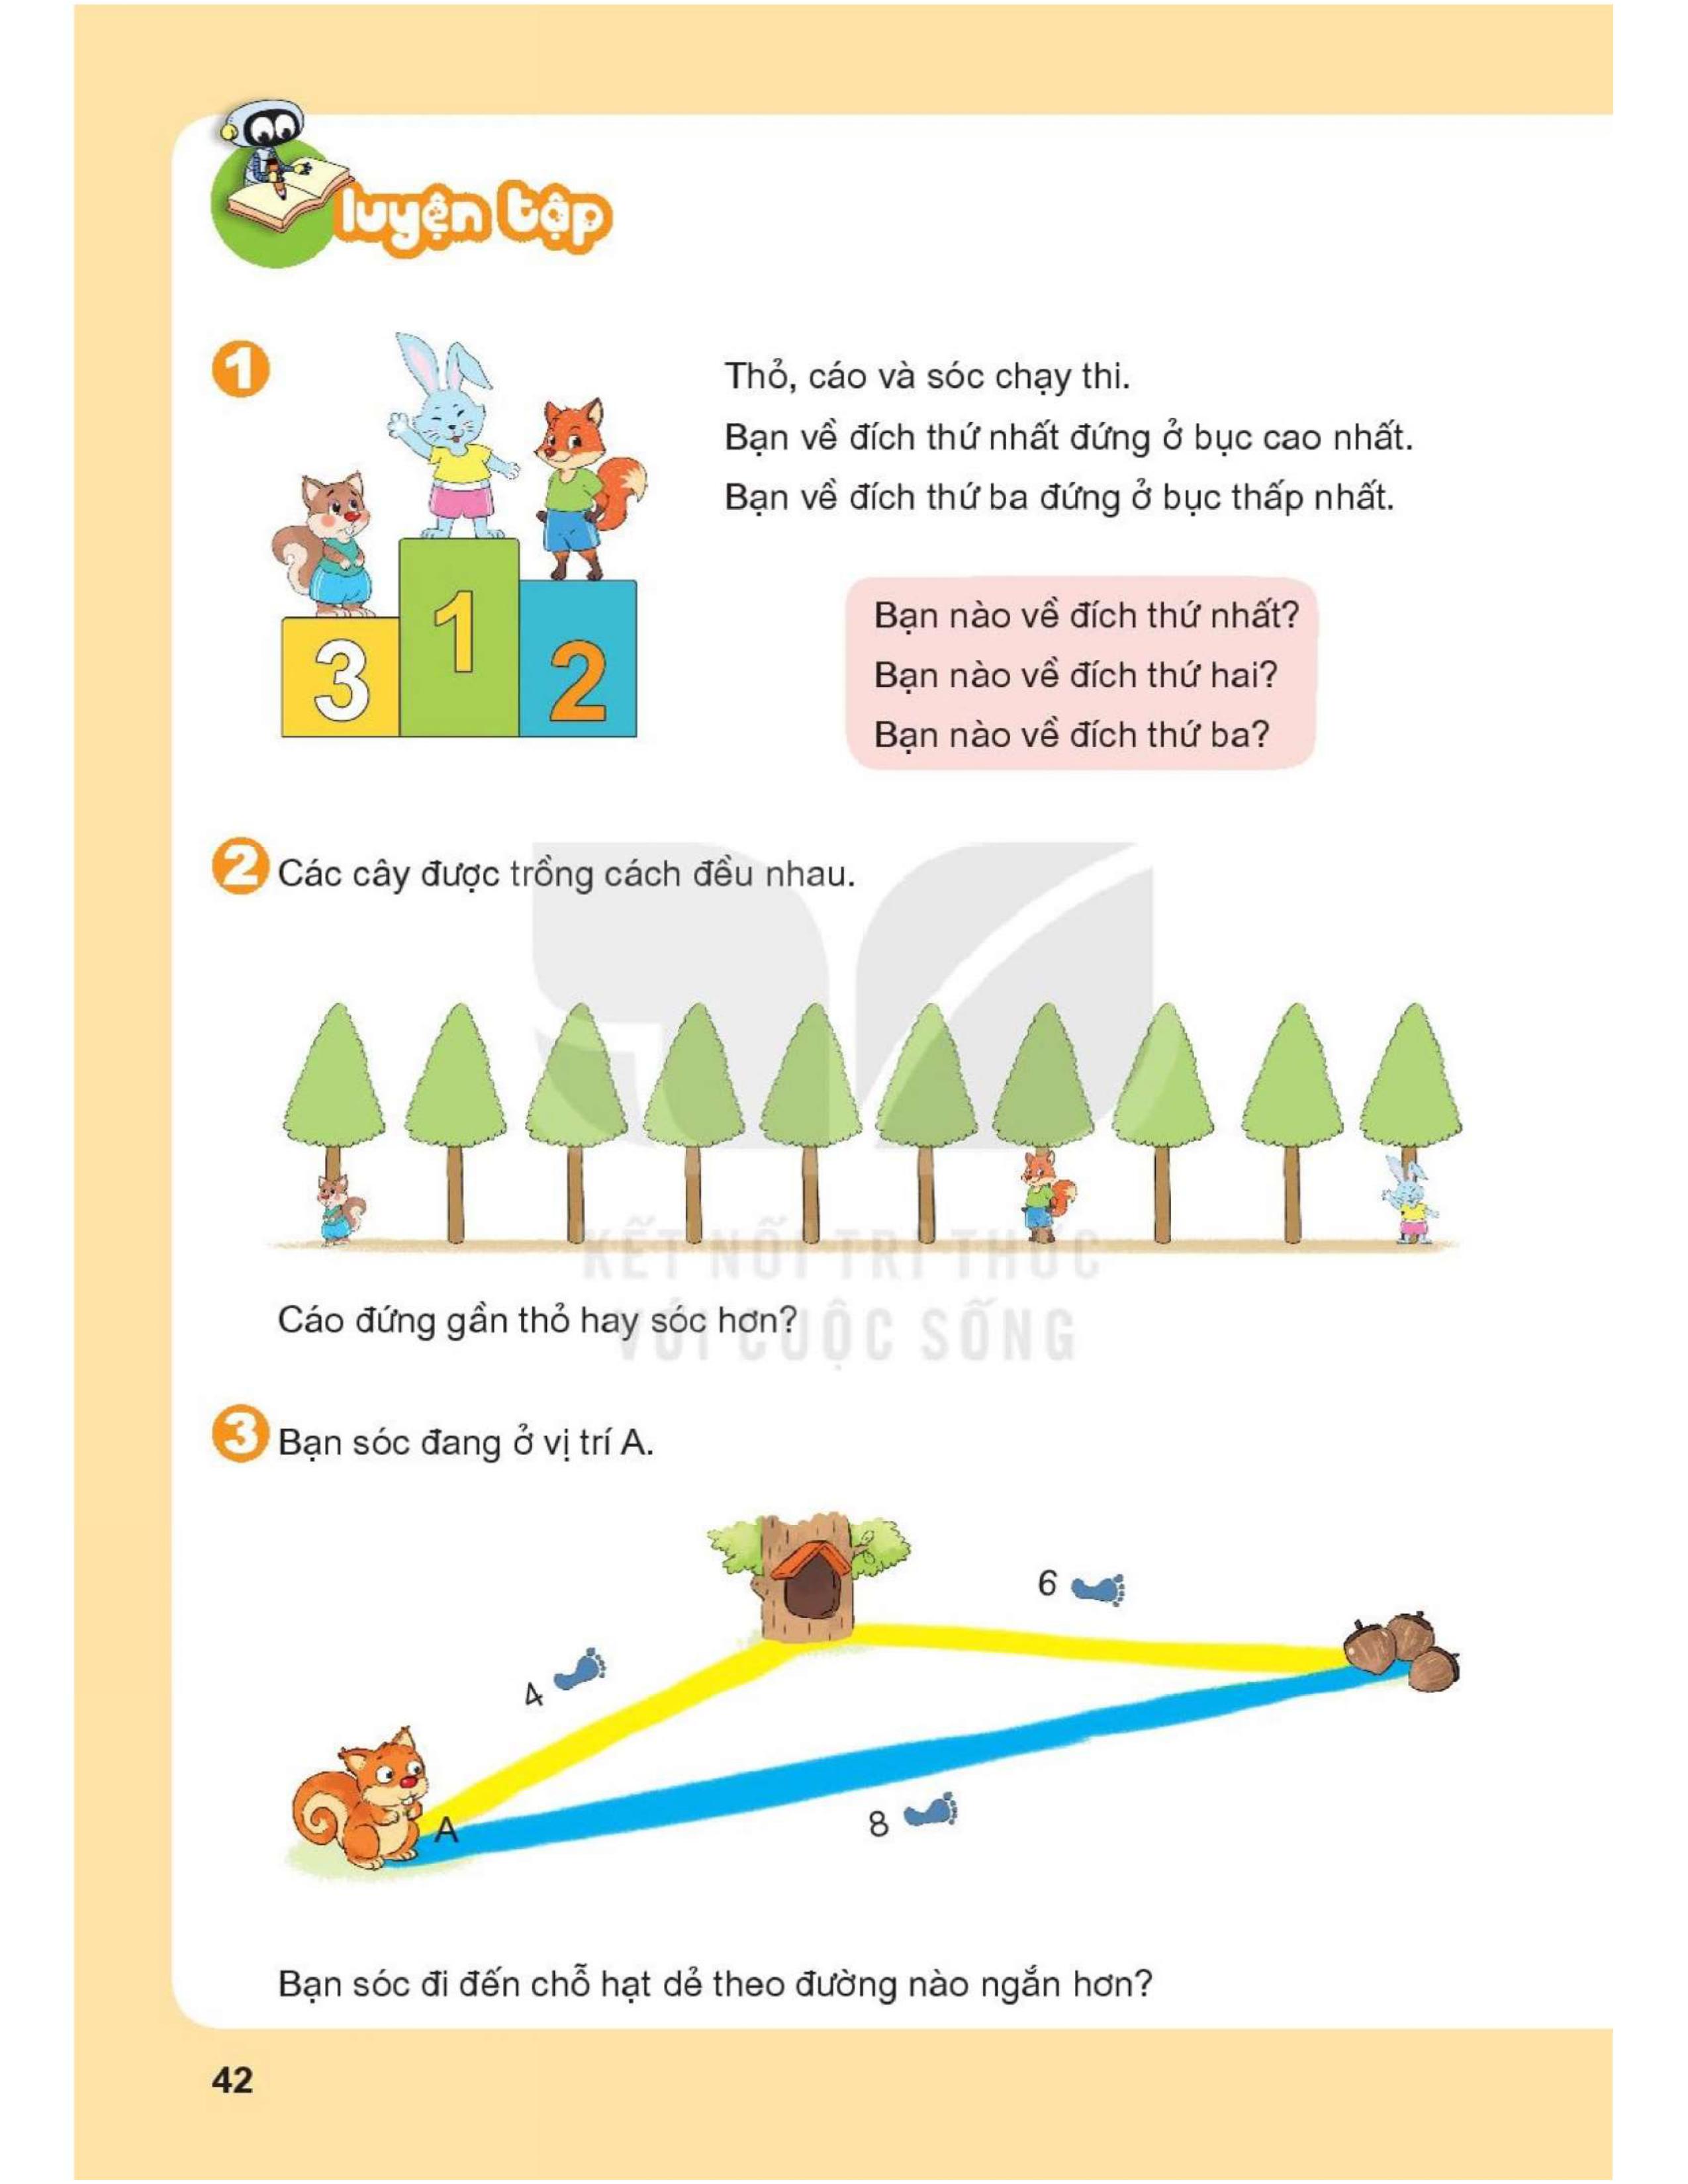 luyện tập
1
Thỏ, cáo và sóc chạy thi.
Bạn về đích thứ nhất đứng ở bục cao nhất.
Bạn về đích thứ ba đứng ở bục thấp nhất.
3
1
2
Bạn nào về đích thứ nhất?
Bạn nào về đích thứ hai?
Bạn nào về đích thứ ba?
2 Các cây được trồng cách đều nhau.
KẾT NỐI TRI THỨC
VỚI CUỘC SỐNG
Cáo đứng gần thỏ hay sóc hơn?
3 Bạn sóc đang ở vị trí A.
6
4
A
8
Bạn sóc đi đến chỗ hạt dẻ theo đường nào ngắn hơn?
42